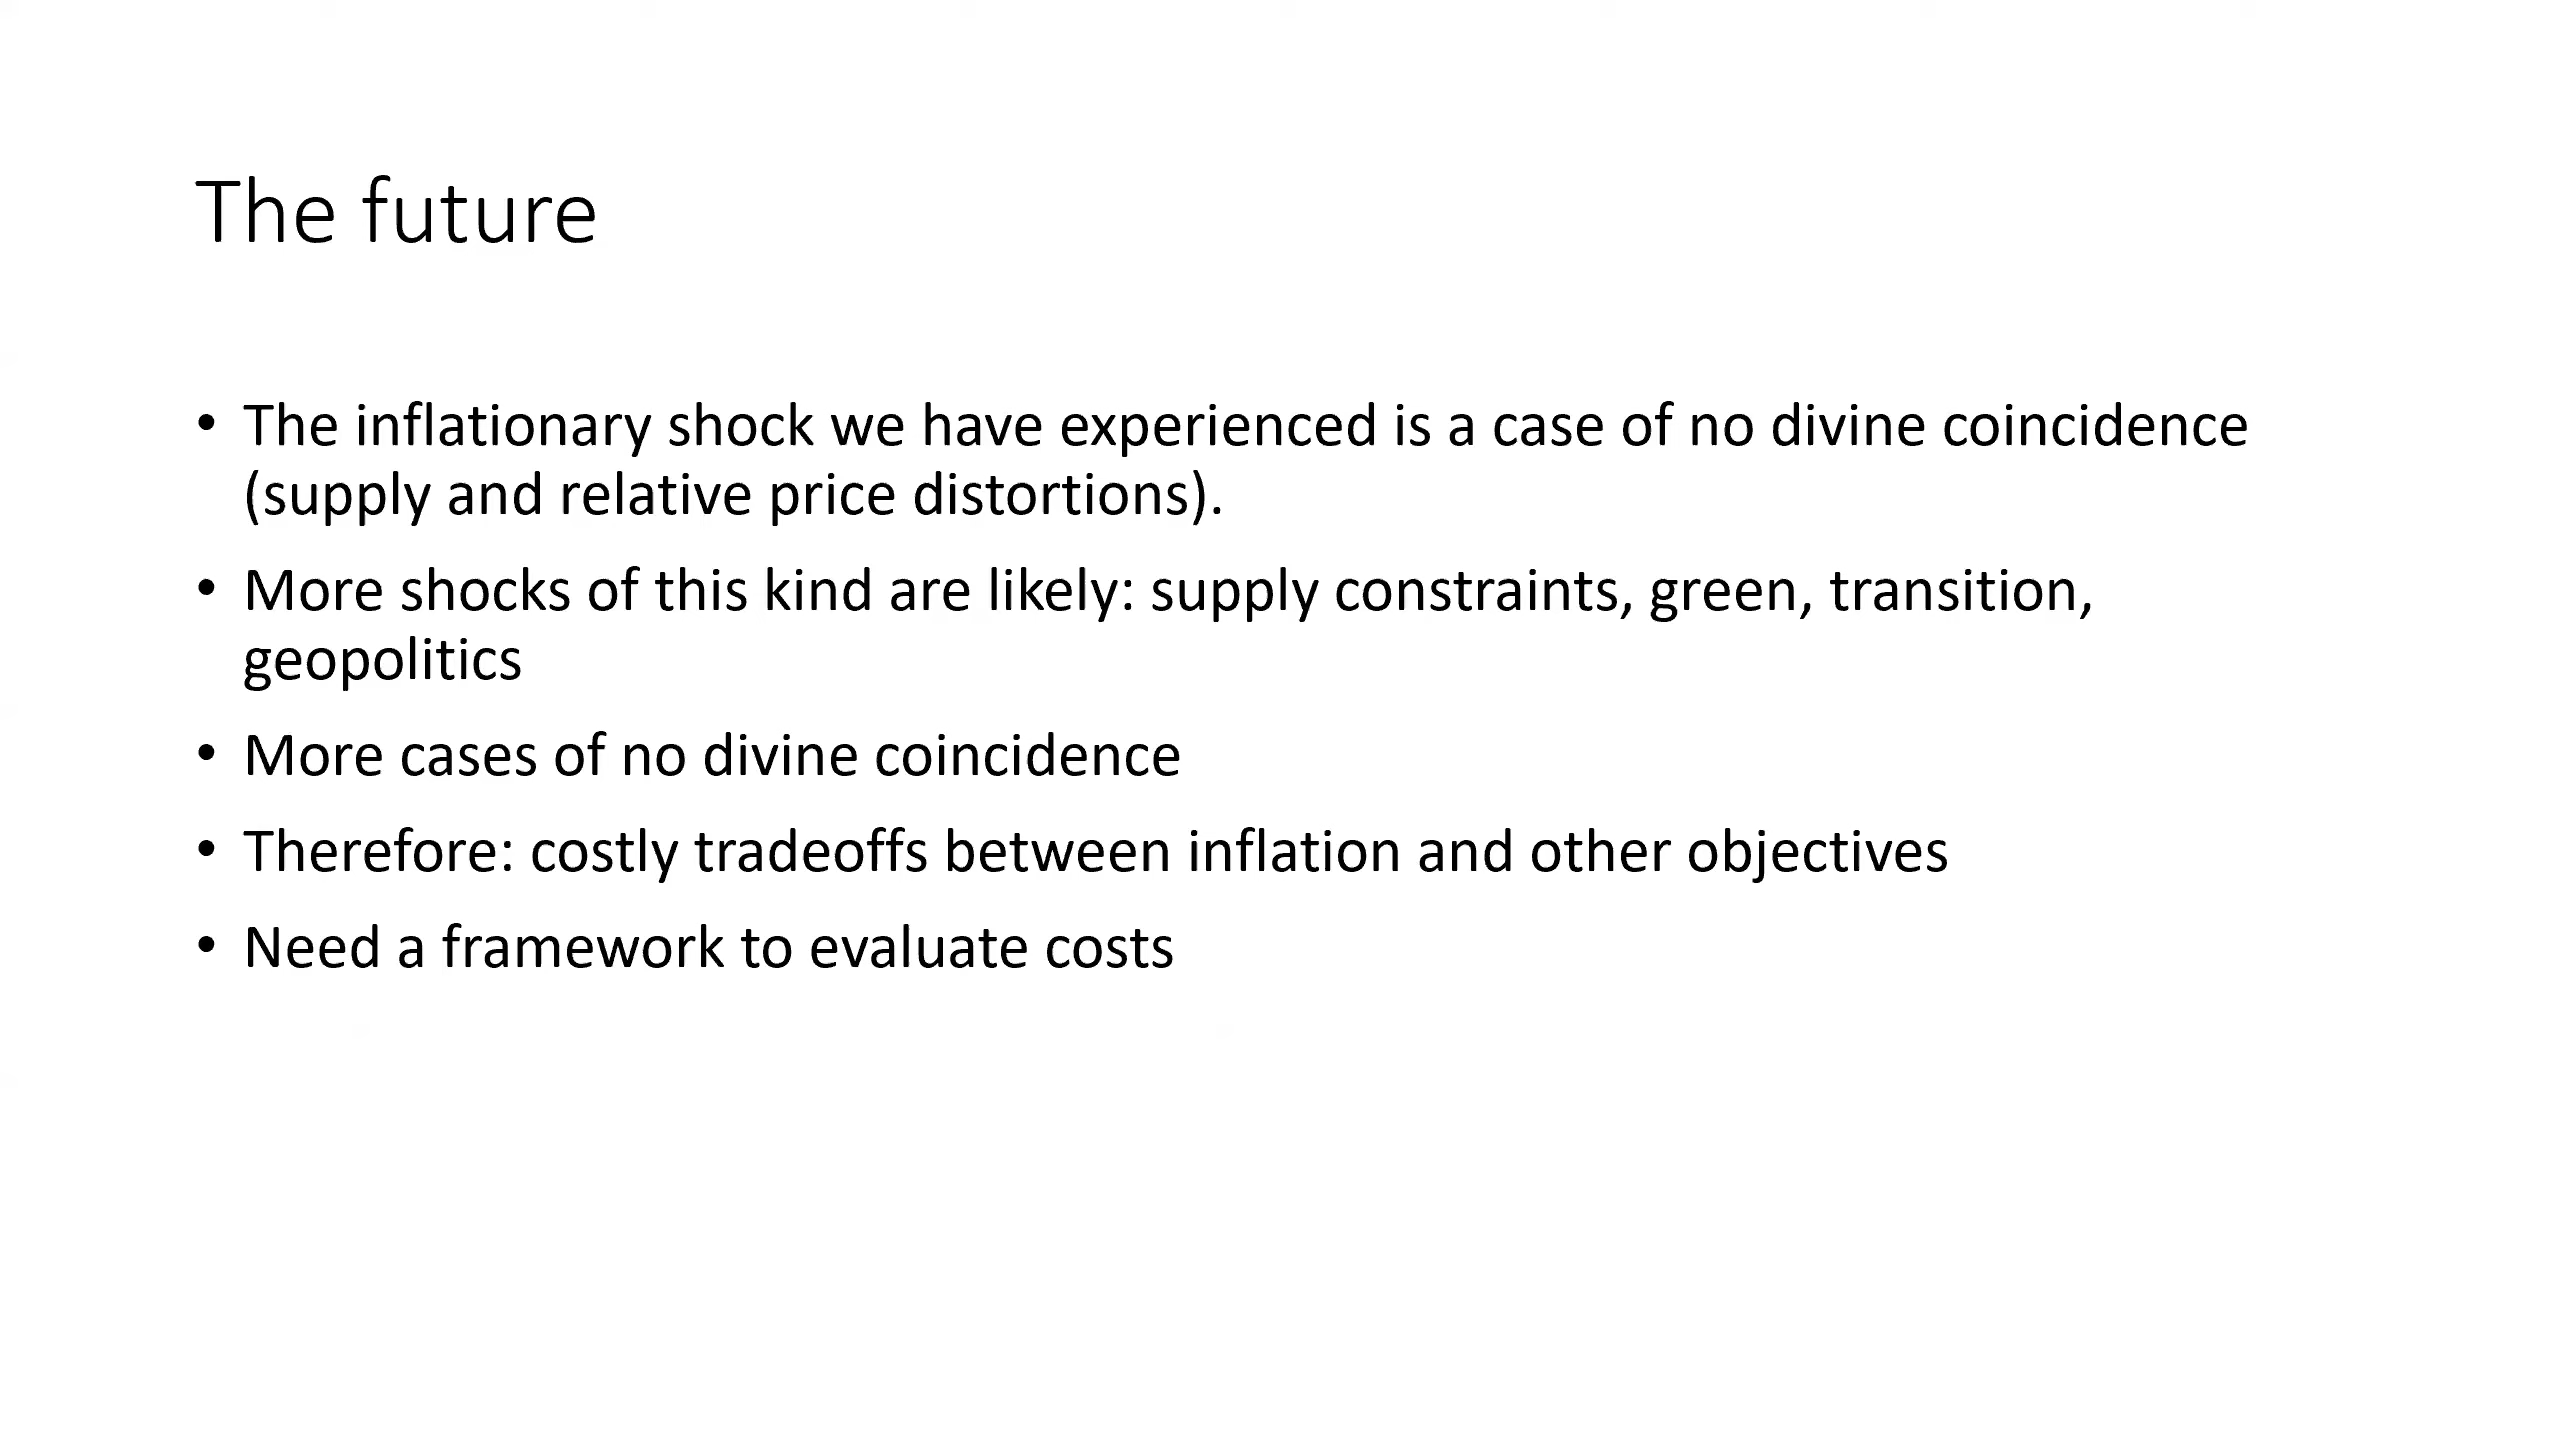 The future
• The inflationary shock we have experienced is a case of no divine coincidence
(supply and relative price distortions).
• More shocks of this kind are likely: supply constraints, green, transition,
geopolitics
• More cases of no divine coincidence
• Therefore: costly tradeoffs between inflation and other objectives
• Need a framework to evaluate costs